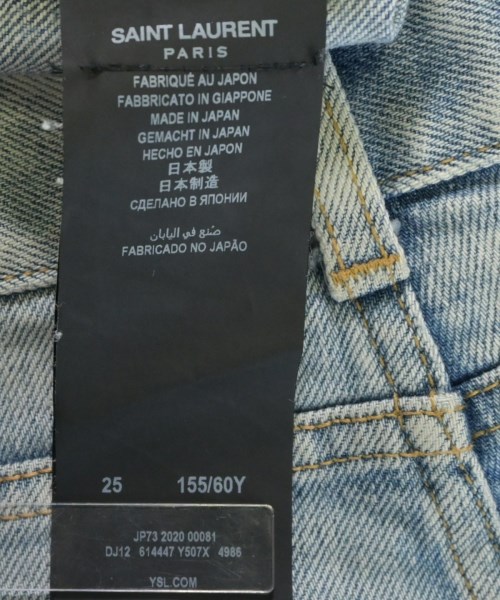 SAINT LAURENT
PARIS
FABRIQUÉ AU JAPON
FABBRICATO IN GIAPPONE
MADE IN JAPAN
GEMACHT IN JAPAN
HECHO EN JAPÓN
日本製
日本制造
СДЕЛАНО В ЯПОНИИ
صنع في اليابان
FABRICADO NO JAPÃO
25 155/60Y
JP73 2020 00081
DJ12 614447 Y507X 4986
YSL.COM